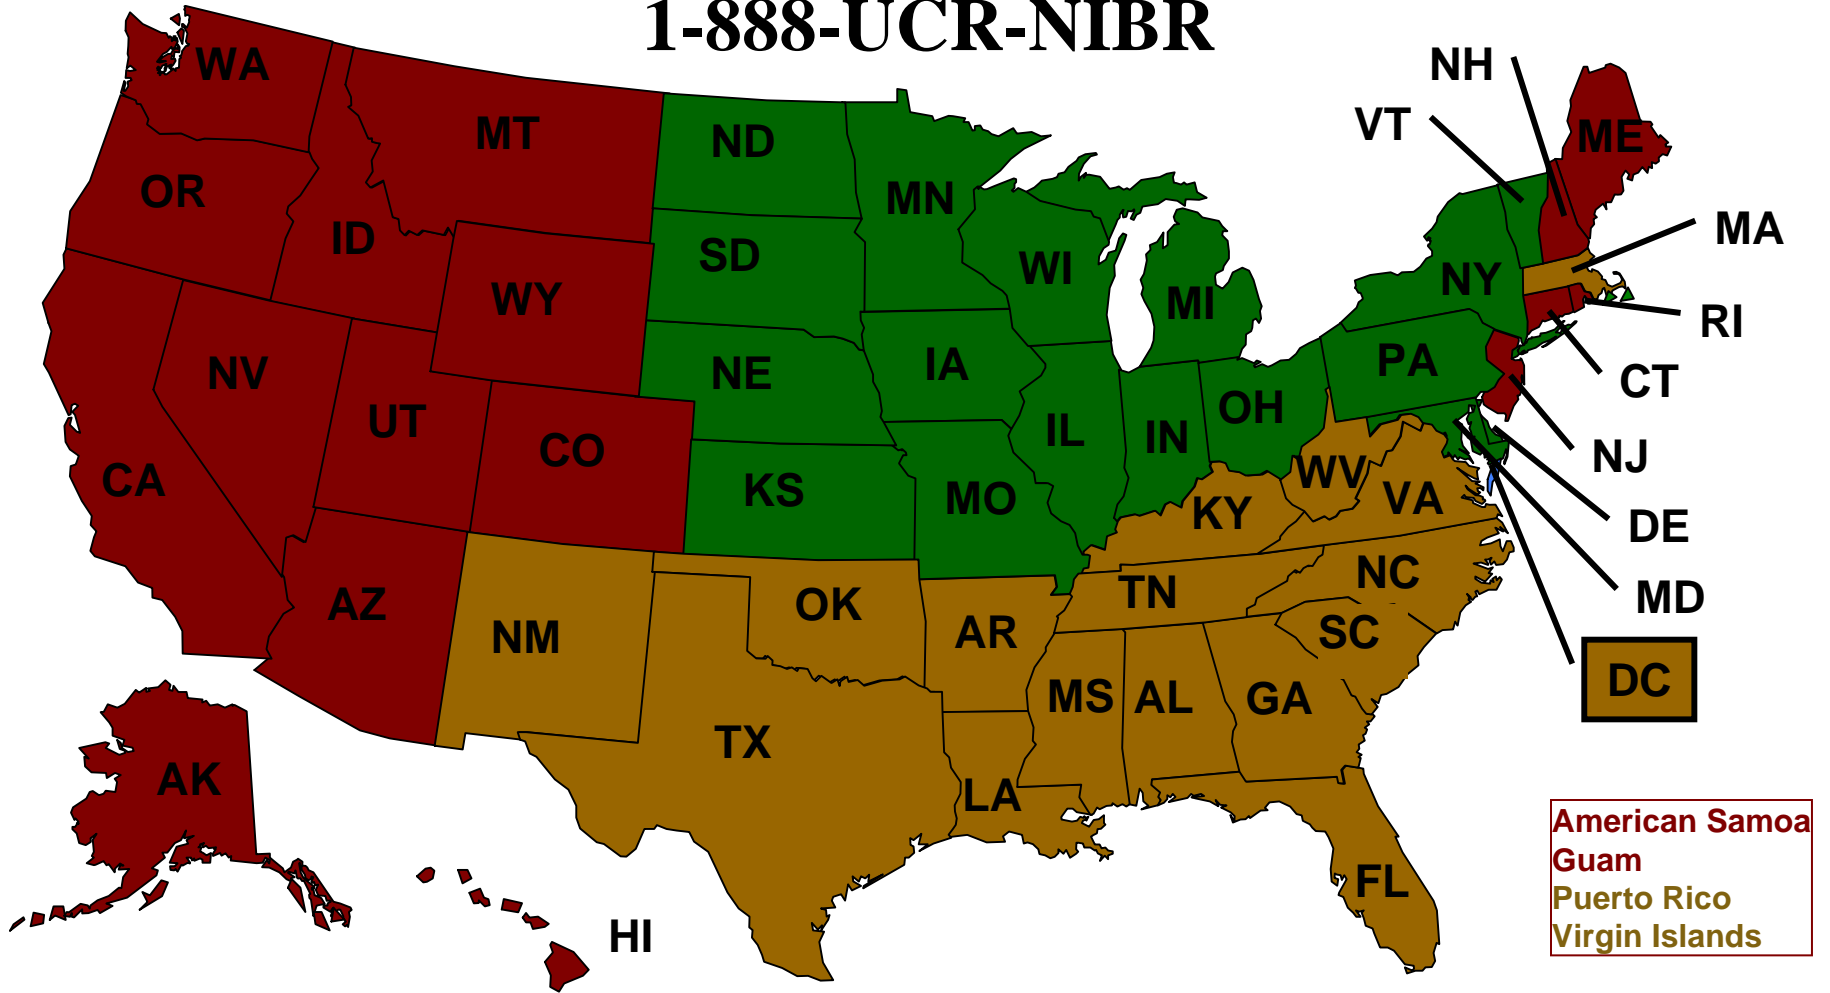 1-888-UCR-NIBR
WA
MT
ND
MN
NH
VT
ME
OR
ID
SD
WI
MI
NY
MA
WY
RI
NV
UT
NE
IA
PA
CT
CO
IL
IN
OH
NJ
CA
KS
MO
WV
VA
KY
DE
AZ
NM
OK
AR
TN
NC
MD
SC
DC
TX
MS
AL
GA
AK
LA
FL
HI
American Samoa
Guam
Puerto Rico
Virgin Islands